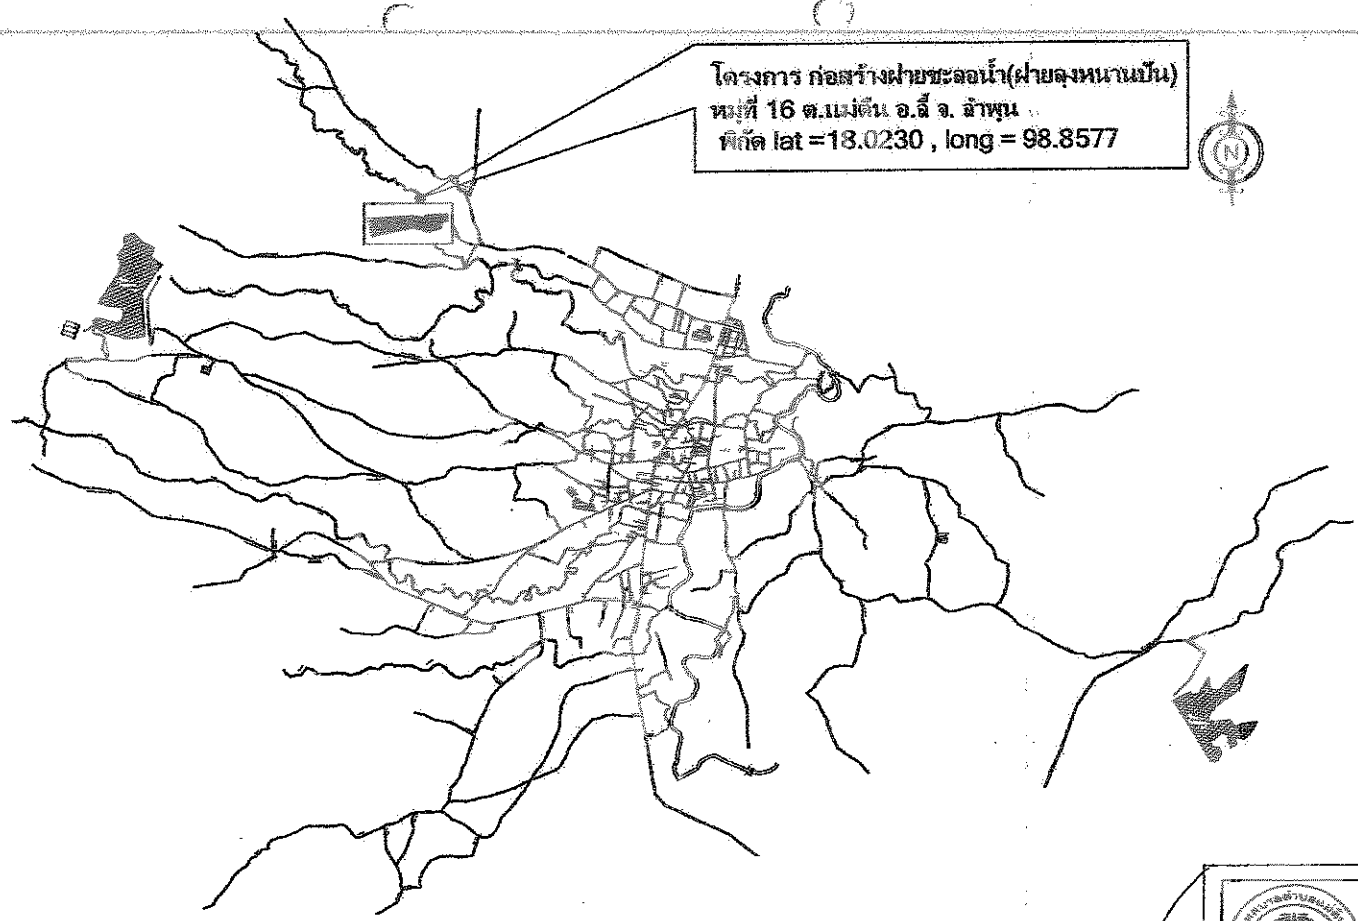 โครงการ ก่อสร้างฝายชะลอน้ำ(ฝายลุงหนานปัน)
หมู่ที่ 16 ต.แม่ตืน อ.ลี้ จ. ลำพูน
พิกัด lat =18.0230 , long = 98.8577
N